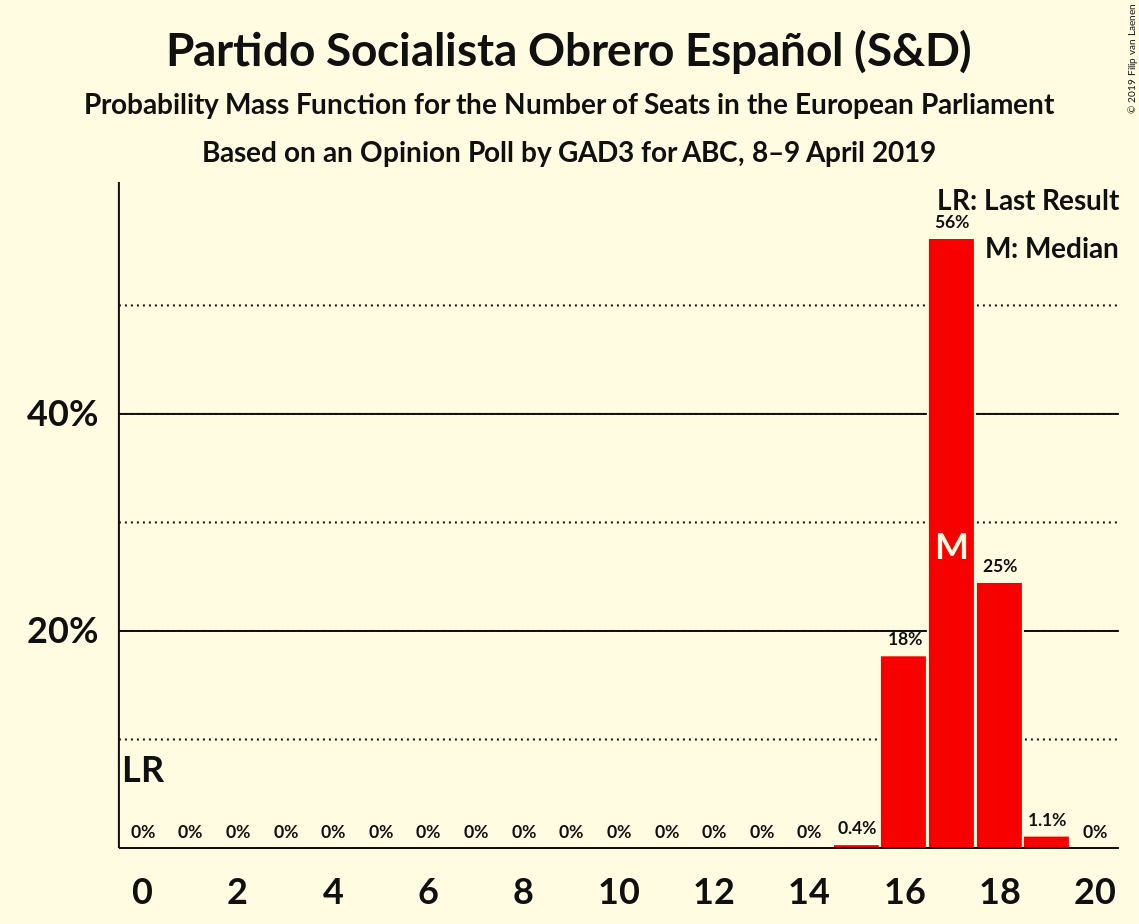 Partido Socialista Obrero Español (S&D)
Probability Mass Function for the Number of Seats in the European Parliament
Based on an Opinion Poll by GAD3 for ABC, 8–9 April 2019
© 2019 Filip van Laenen
LR: Last Result
M: Median
56%
40%
M
25%
20%
18%
LR
0% 0% 0% 0% 0% 0% 0% 0% 0% 0% 0% 0% 0% 0% 0% 0.4% 1.1% 0%
0 2 4 6 8 10 12 14 16 18 20